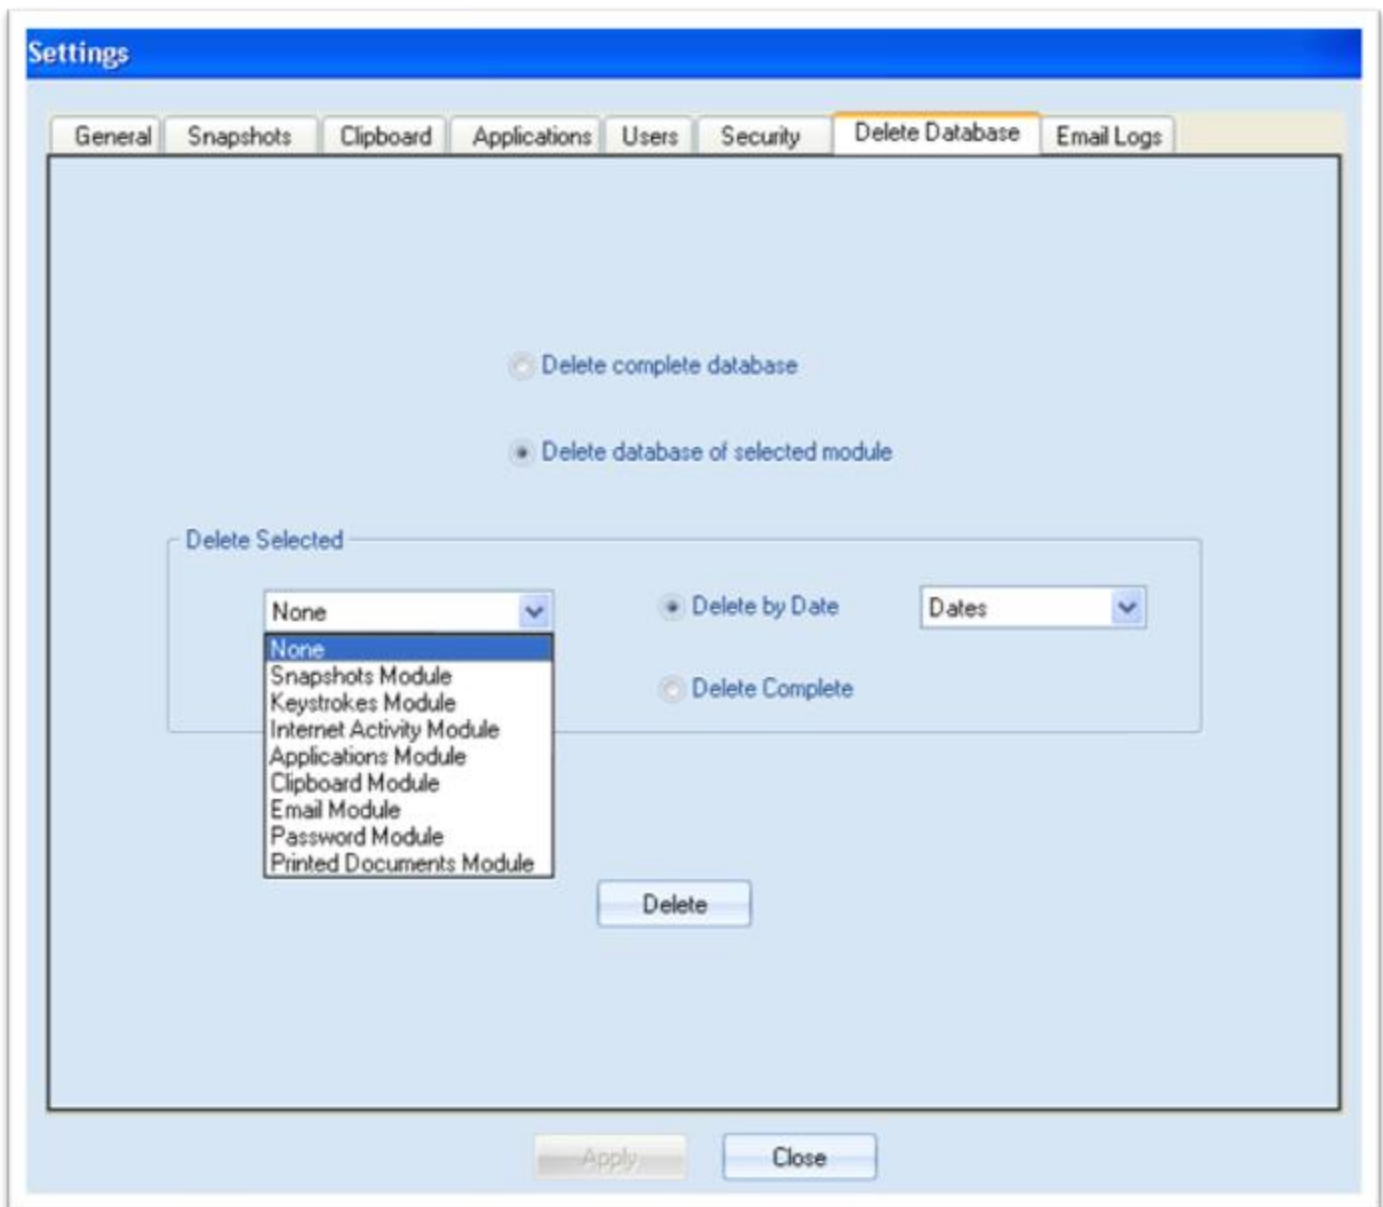 Settings
General Snapshots Clipboard Applications Users Security Delete Database Email Logs
Delete complete database
Delete database of selected module
Delete Selected
None Delete by Date Dates
None
Snapshots Module Delete Complete
Keystrokes Module
Internet Activity Module
Applications Module
Clipboard Module
Email Module
Password Module
Printed Documents Module
Delete
Apply Close